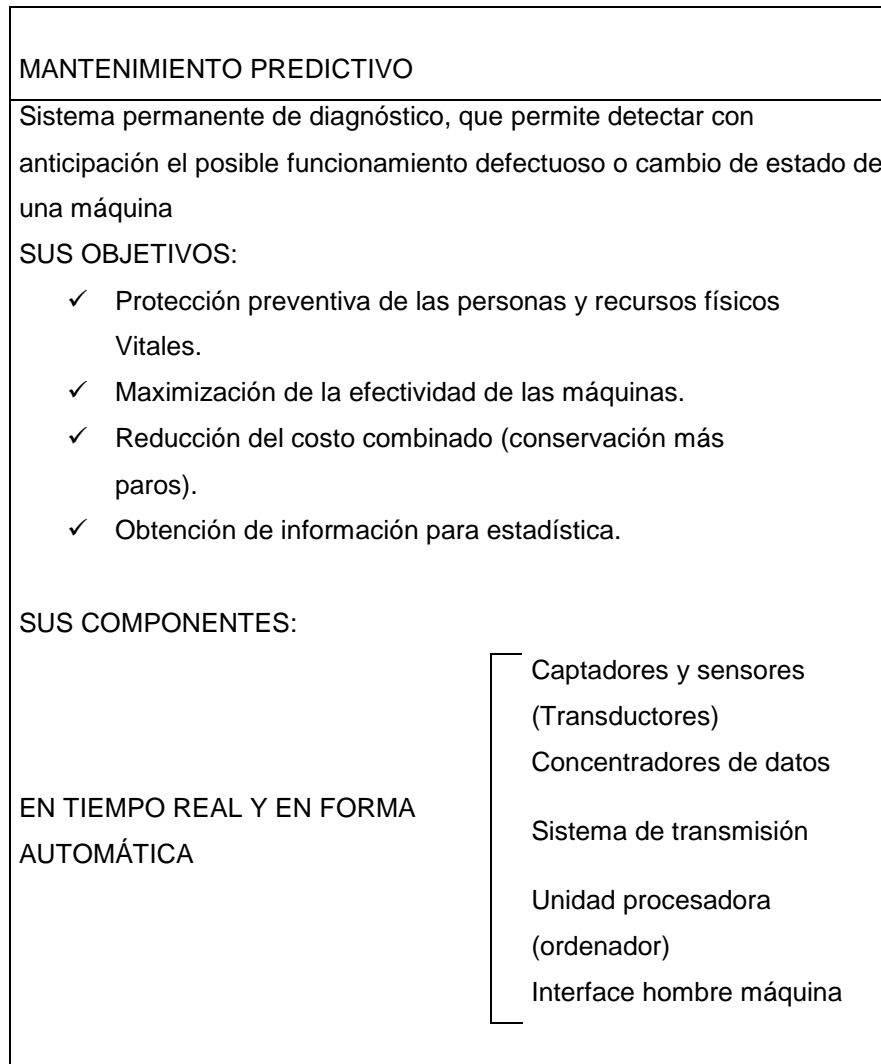 MANTENIMIENTO PREDICTIVO
Sistema permanente de diagnóstico, que permite detectar con
anticipación el posible funcionamiento defectuoso o cambio de estado de
una máquina
SUS OBJETIVOS:
✓ Protección preventiva de las personas y recursos físicos
Vitales.
✓ Maximización de la efectividad de las máquinas.
✓ Reducción del costo combinado (conservación más
paros).
✓ Obtención de información para estadística.
SUS COMPONENTES:
EN TIEMPO REAL Y EN FORMA
AUTOMÁTICA
Captadores y sensores
(Transductores)
Concentradores de datos
Sistema de transmisión
Unidad procesadora
(ordenador)
Interface hombre máquina